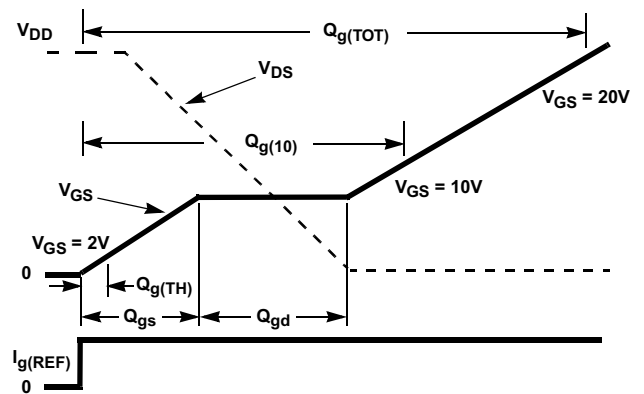 V_DD
Q_g(TOT)
V_DS
V_GS = 20V
Q_g(10)
V_GS
V_GS = 10V
V_GS = 2V
0
Q_g(TH)
Q_gs
Q_gd
I_g(REF)
0